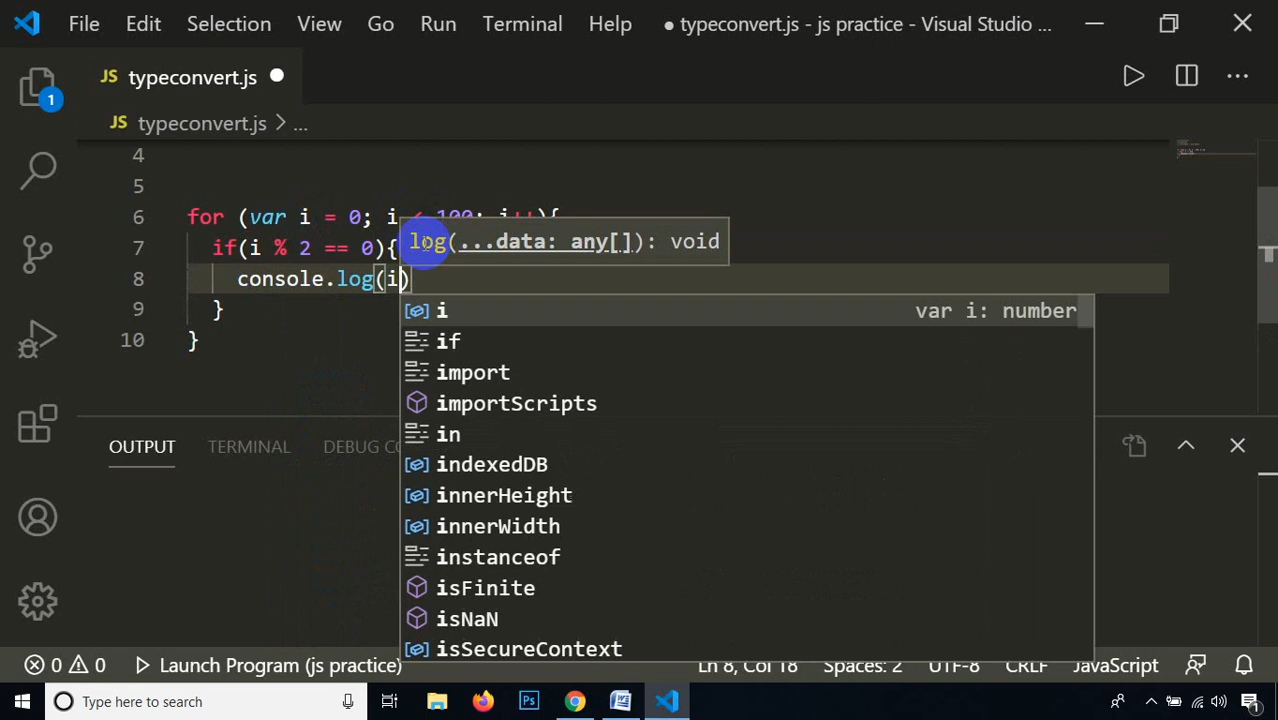 File Edit Selection View Go Run Terminal Help ● typeconvert.js - js practice - Visual Studio ...
JS typeconvert.js
JS typeconvert.js > ...
4
5
6 for (var i = 0; i < 100; i++){
7 if(i % 2 == 0){
log(...data: any[]): void
8 console.log(i)
i var i: number
9 }
if
10 }
import
importScripts
in
OUTPUT TERMINAL DEBUG CO
indexedDB
innerHeight
innerWidth
instanceof
isFinite
isNaN
isSecureContext
1
0 0 Launch Program (js practice) Ln 8, Col 18 Spaces: 2 UTF-8 CRLF JavaScript
Type here to search
Ps
W
1